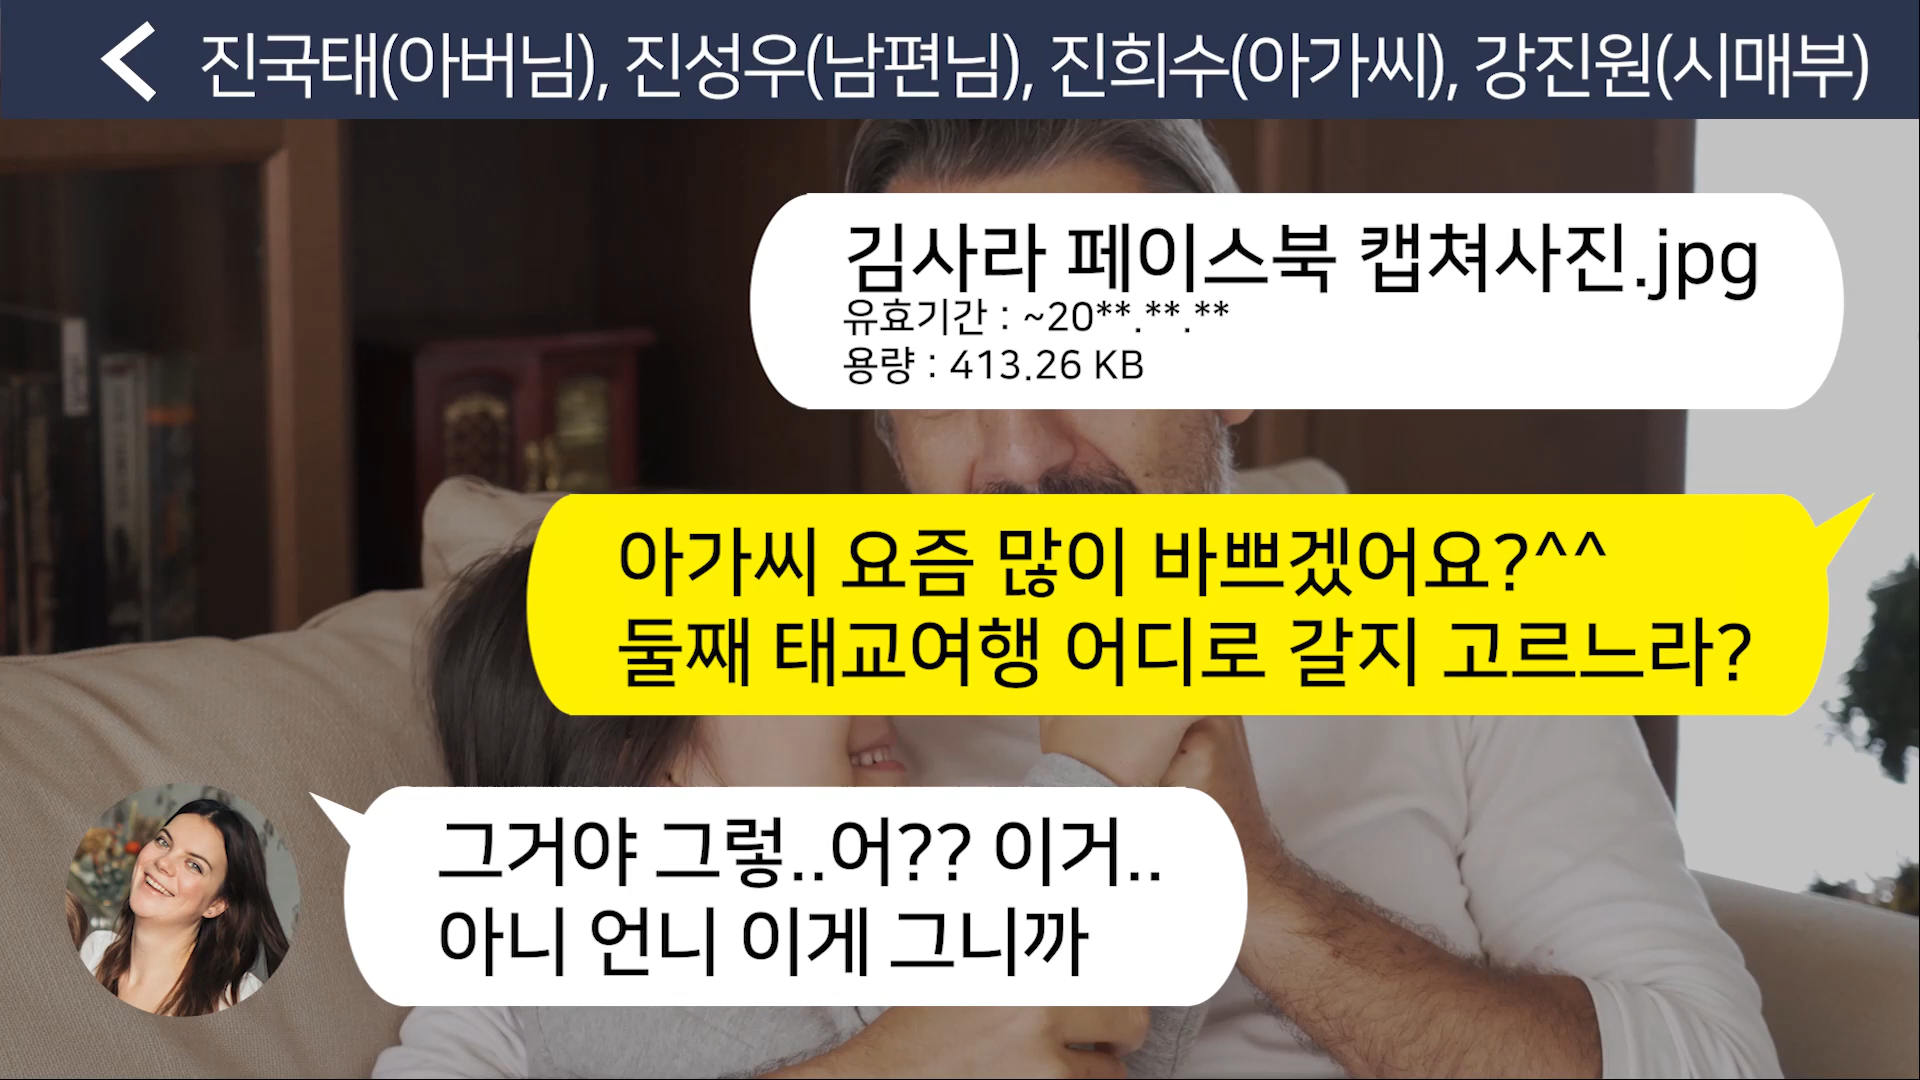 진국태(아버님), 진성우(남편님), 진희수(아가씨), 강진원(시매부)
김사라 페이스북 캡쳐사진.jpg
유효기간 : ~20**.**.**
용량 : 413.26 KB
아가씨 요즘 많이 바쁘겠어요?^^
둘째 태교여행 어디로 갈지 고르느라?
그거야 그렇..어?? 이거..
아니 언니 이게 그니까